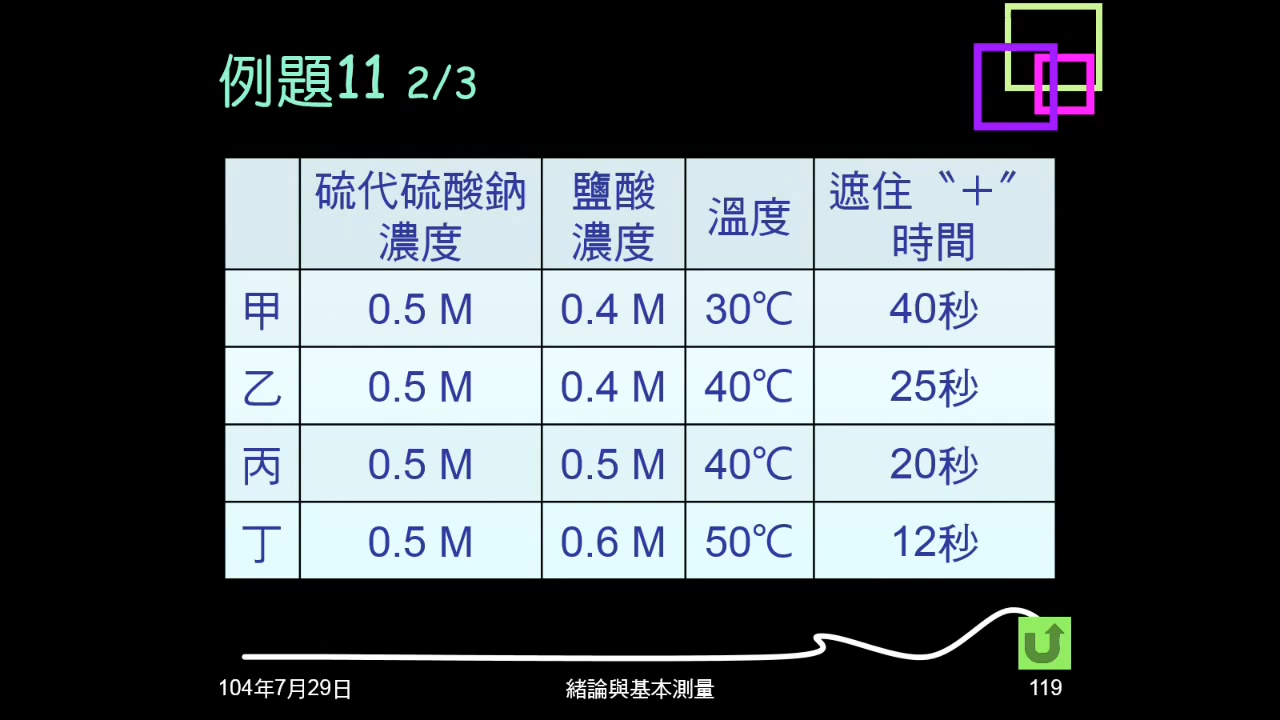 例題11 2/3
硫代硫酸鈉濃度 鹽酸濃度 溫度 遮住〝＋〞時間
甲 0.5 M 0.4 M 30℃ 40秒
乙 0.5 M 0.4 M 40℃ 25秒
丙 0.5 M 0.5 M 40℃ 20秒
丁 0.5 M 0.6 M 50℃ 12秒
104年7月29日 緒論與基本測量 119